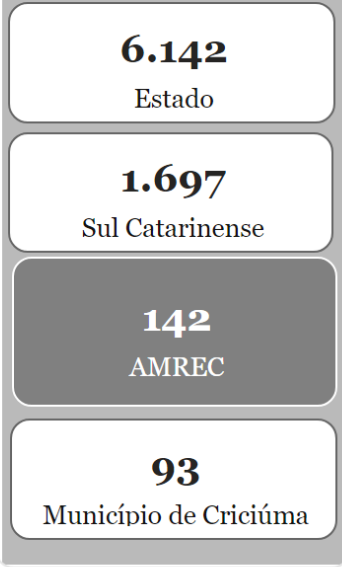 6.142
Estado
1.697
Sul Catarinense
142
AMREC
93
Município de Criciúma